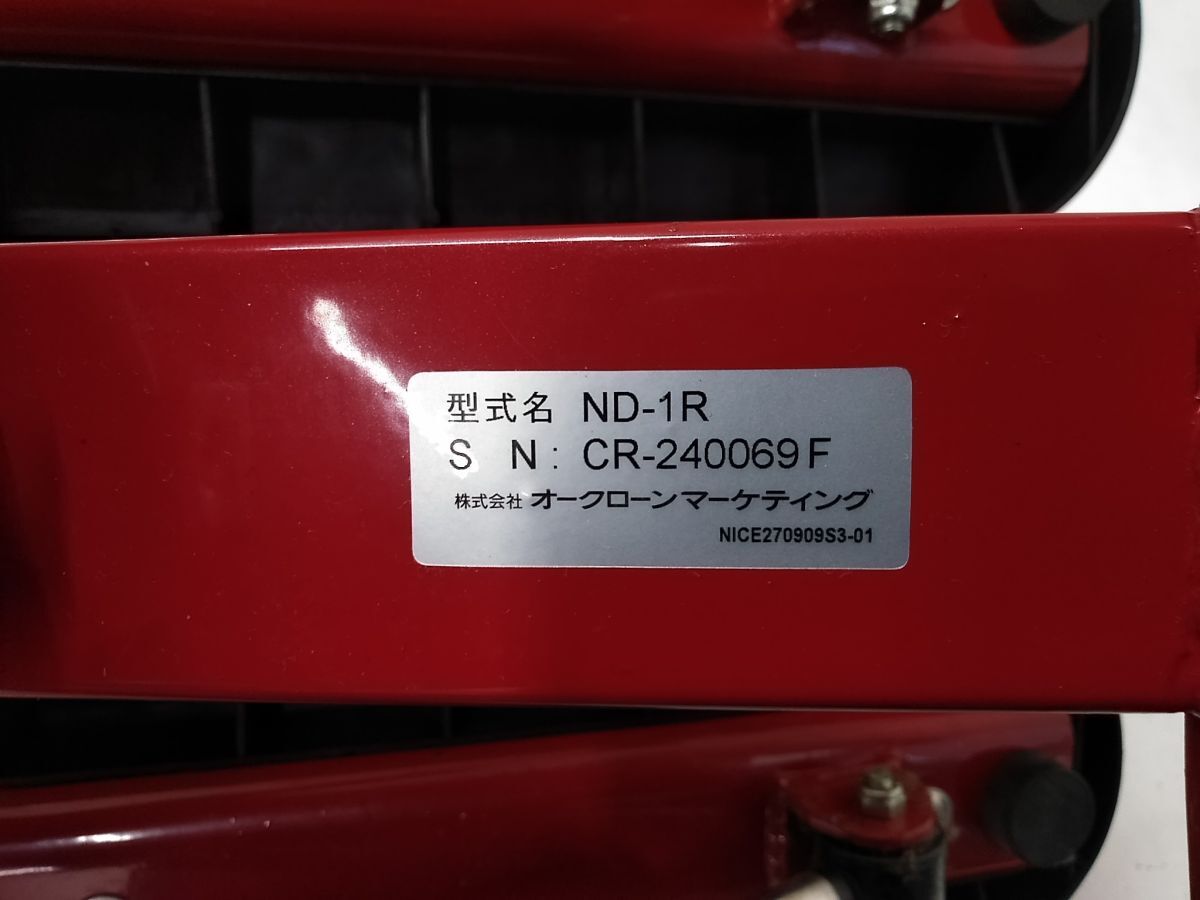 型式名 ND-1R
S N: CR-240069F
株式会社 オークローンマーケティング
NICE270909S3-01